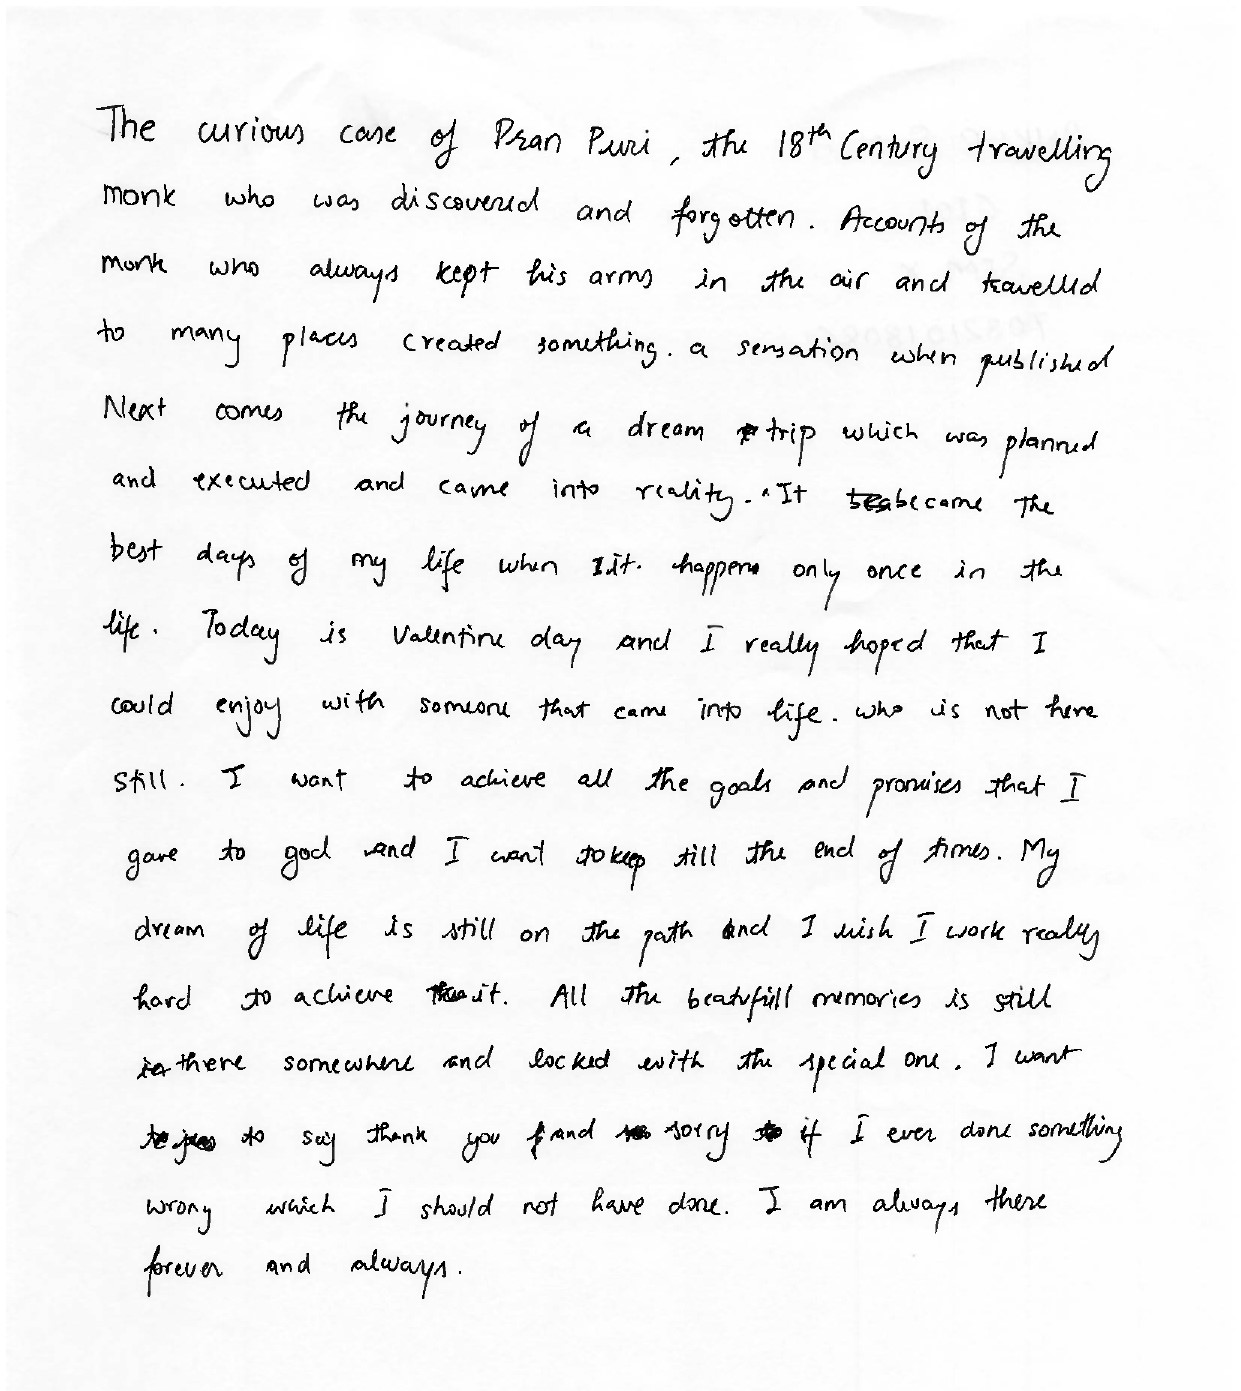 The curious case of Pran Puri, the 18th Century travelling
monk who was discovered and forgotten. Accounts of the
monk who always kept his arms in the air and travelled
to many places created something. a sensation when published
Next comes the journey of a dream trip which was planned
and executed and came into reality. It became the
best days of my life when it. happens only once in the
life. Today is Valentine day and I really hoped that I
could enjoy with someone that came into life. who is not here
still. I want to achieve all the goals and promises that I
gave to god and I want to keep till the end of times. My
dream of life is still on the path and I wish I work really
hard to achieve it. All the beatufull memories is still
there somewhere and locked with the special one. I want
to say thank you and sorry if I ever done something
wrong which I should not have done. I am always there
forever and always.